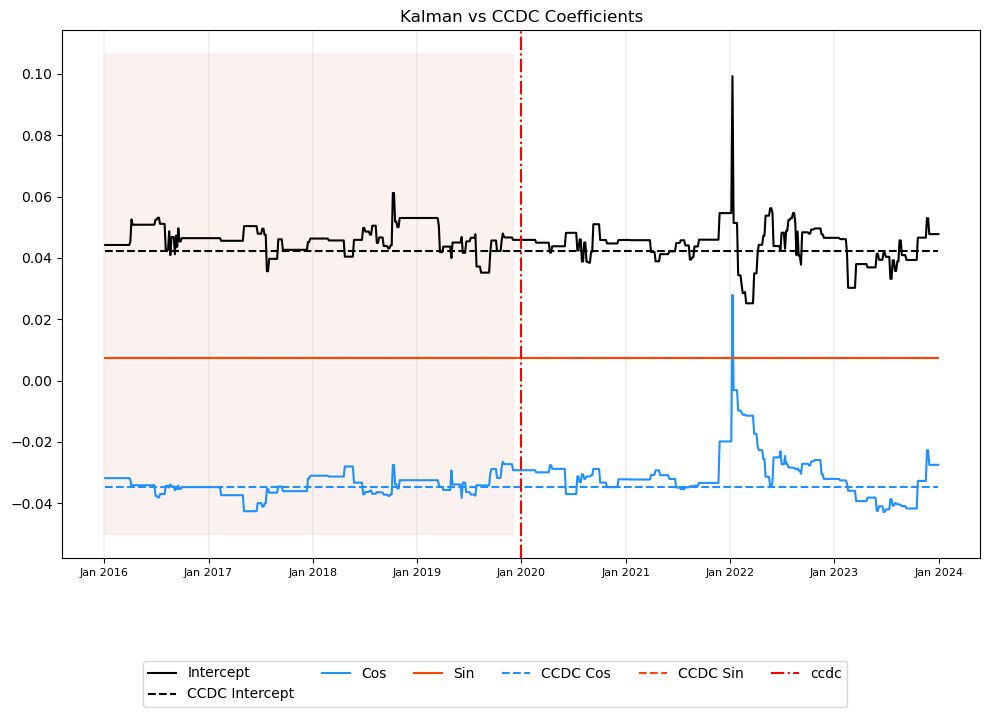 Kalman vs CCDC Coefficients
0.10
0.08
0.06
0.04
0.02
0.00
−0.02
−0.04
Jan 2016 Jan 2017 Jan 2018 Jan 2019 Jan 2020 Jan 2021 Jan 2022 Jan 2023 Jan 2024
Intercept Cos Sin CCDC Cos CCDC Sin ccdc
CCDC Intercept